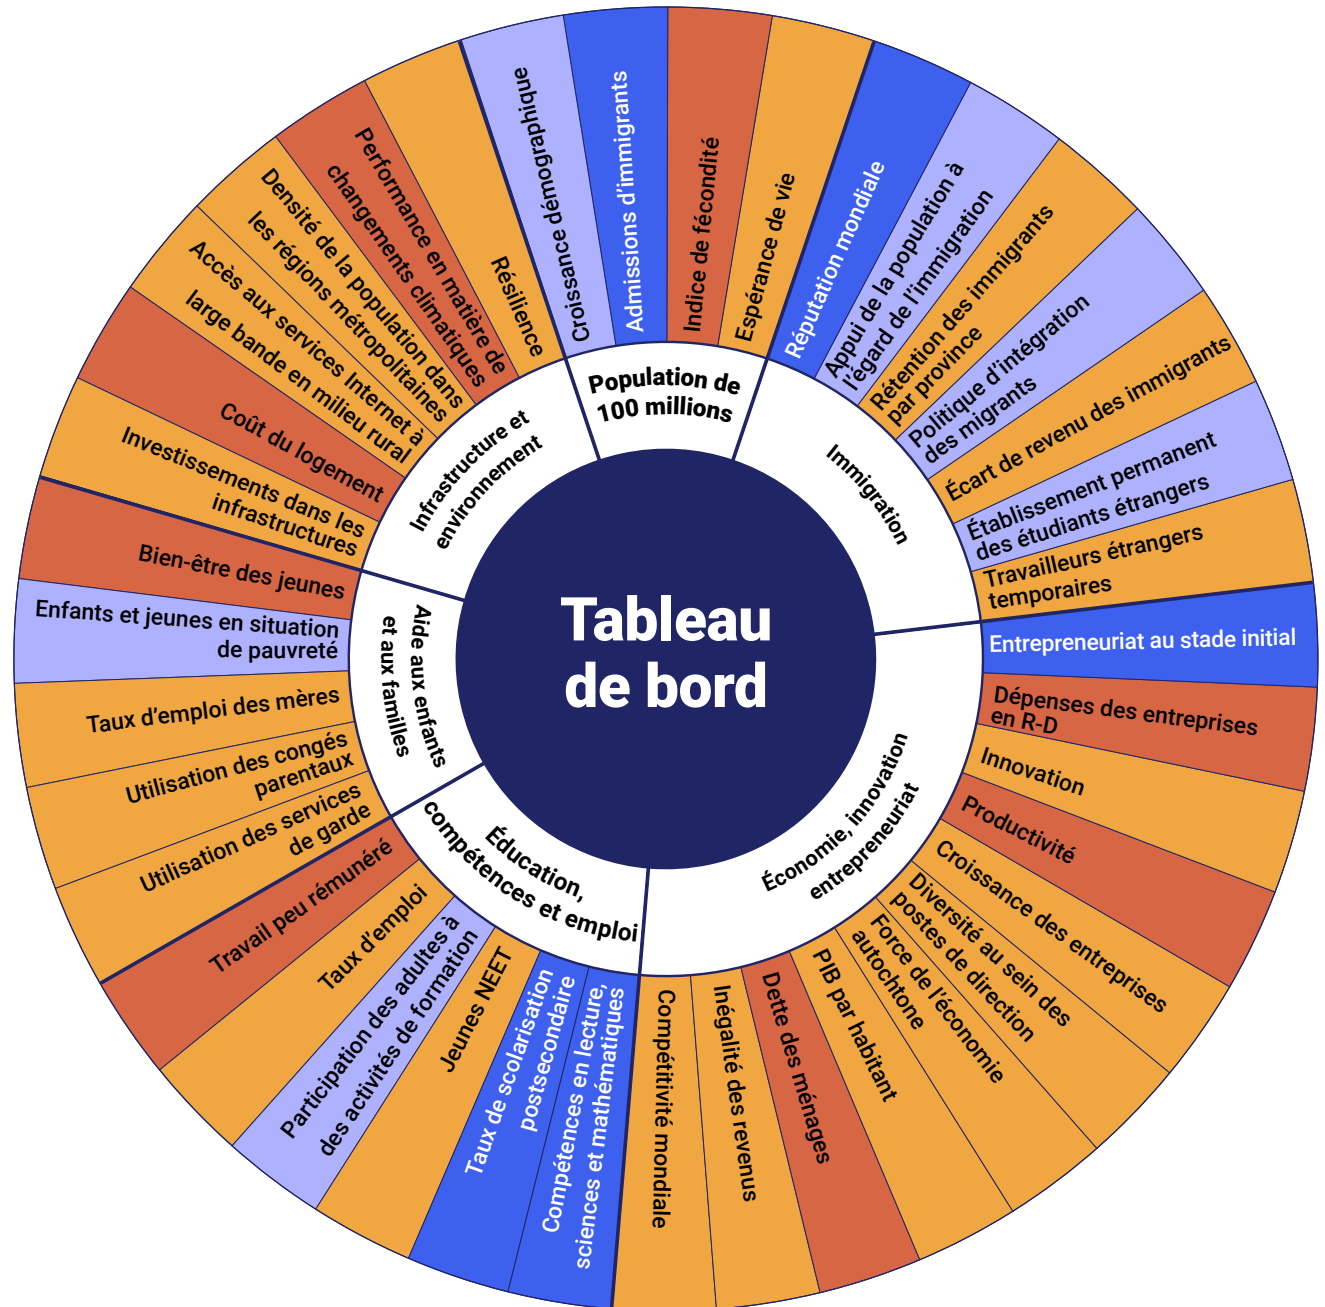 Tableau
de bord
Population de
100 millions
Croissance démographique
Admissions d'immigrants
Indice de fécondité
Espérance de vie
Immigration
Réputation mondiale
Appui de la population à
l'égard de l'immigration
Rétention des immigrants
par province
Politique d'intégration
des migrants
Écart de revenu des immigrants
Établissement permanent
des étudiants étrangers
Travailleurs étrangers
temporaires
Économie, innovation
entrepreneuriat
Entrepreneuriat au stade initial
Dépenses des entreprises
en R-D
Innovation
Productivité
Croissance des entreprises
Diversité au sein des
postes de direction
Force de l'économie
autochtone
PIB par habitant
Dette des ménages
Inégalité des revenus
Compétitivité mondiale
Éducation,
compétences et emploi
Compétences en lecture,
sciences et mathématiques
Taux de scolarisation
postsecondaire
Jeunes NEET
Participation des adultes à
des activités de formation
Taux d'emploi
Travail peu rémunéré
Aide aux enfants
et aux familles
Utilisation des services
de garde
Utilisation des congés
parentaux
Taux d'emploi des mères
Enfants et jeunes en situation
de pauvreté
Bien-être des jeunes
Infrastructure et
environnement
Investissements dans les
infrastructures
Coût du logement
Accès aux services Internet à
large bande en milieu rural
Densité de la population dans
les régions métropolitaines
Performance en matière de
changements climatiques
Résilience